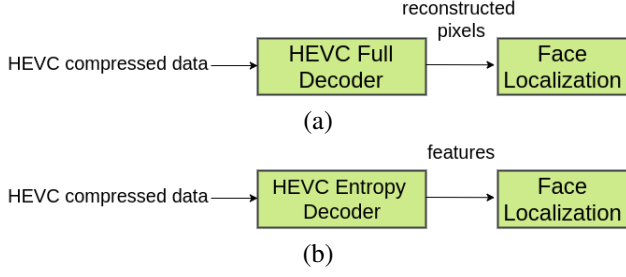 reconstructed
pixels
HEVC compressed data
HEVC Full
Decoder
Face
Localization
(a)
features
HEVC compressed data
HEVC Entropy
Decoder
Face
Localization
(b)